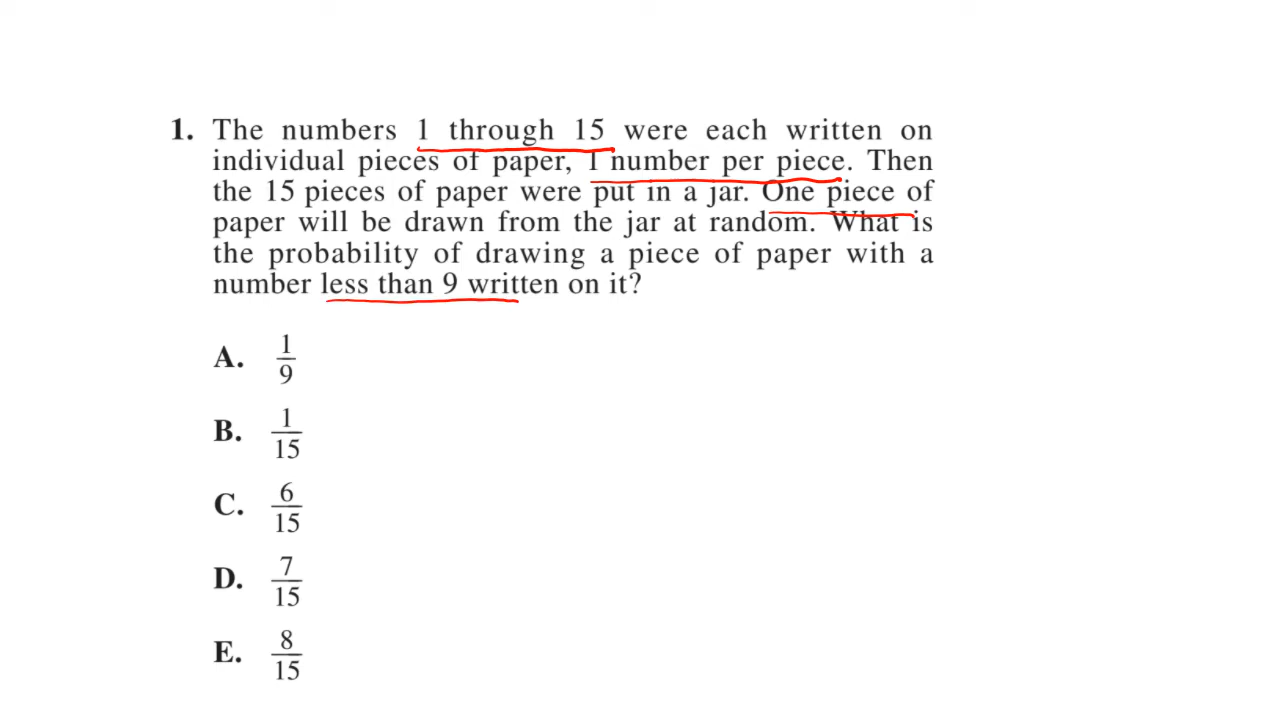 1. The numbers 1 through 15 were each written on
individual pieces of paper, 1 number per piece. Then
the 15 pieces of paper were put in a jar. One piece of
paper will be drawn from the jar at random. What is
the probability of drawing a piece of paper with a
number less than 9 written on it?
A. 1/9
B. 1/15
C. 6/15
D. 7/15
E. 8/15